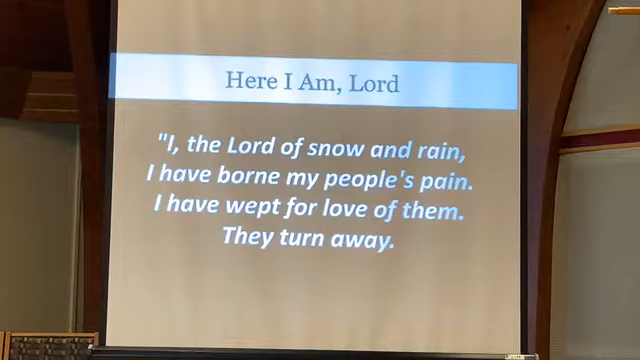 Here I Am, Lord
"I, the Lord of snow and rain,
I have borne my people's pain.
I have wept for love of them.
They turn away.